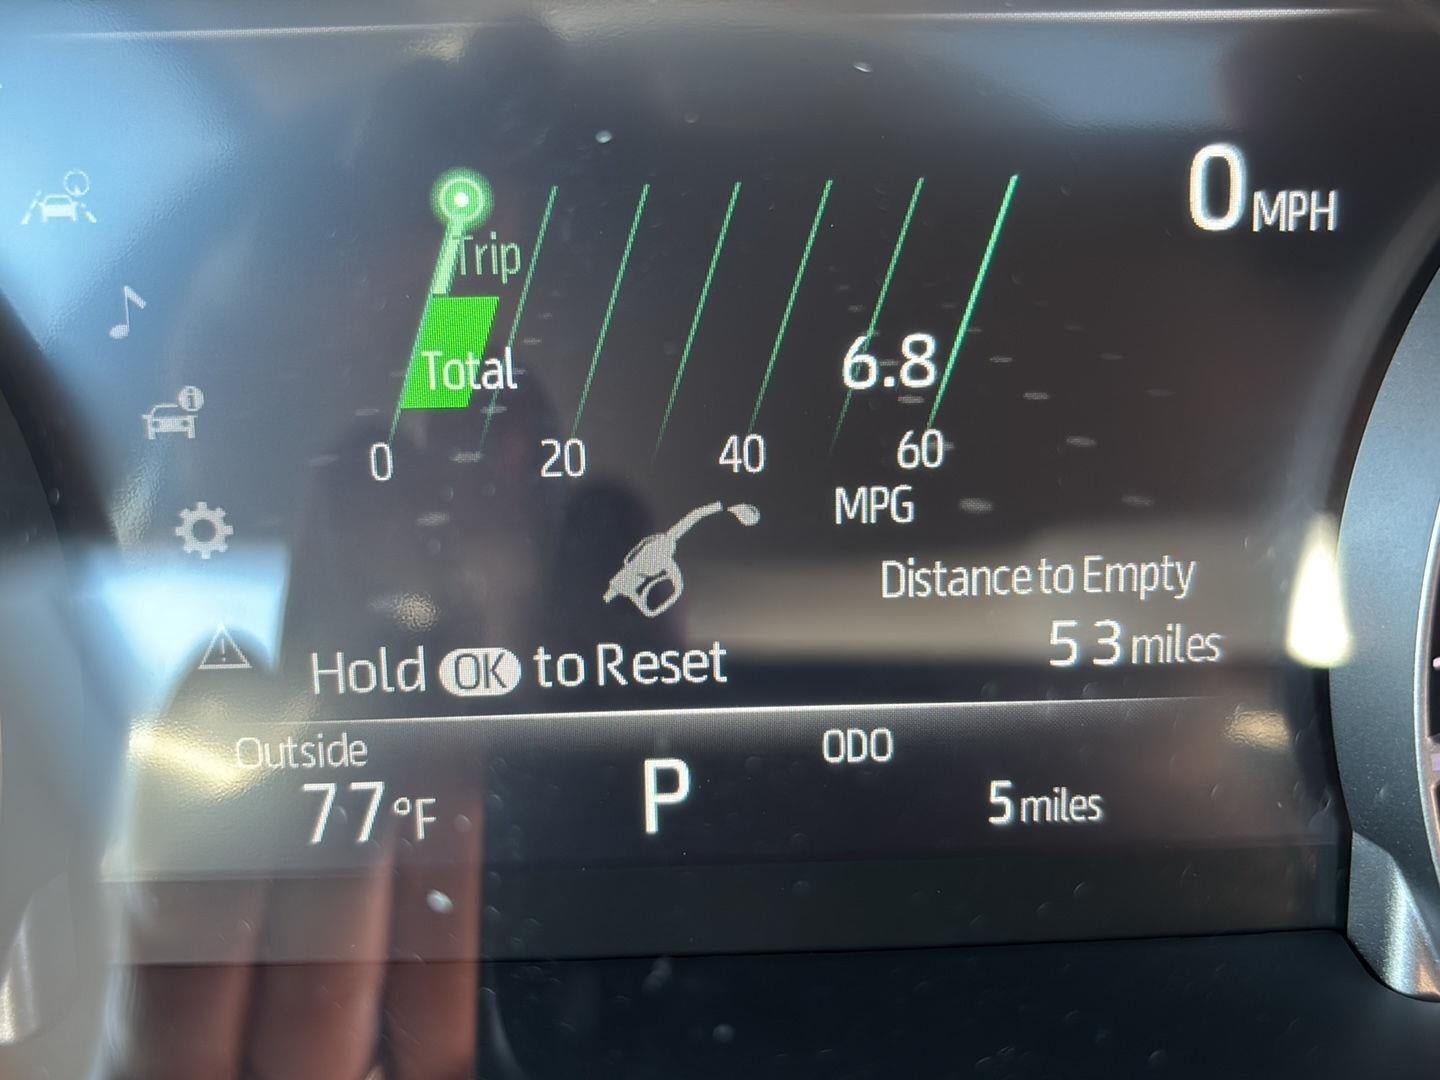 0 MPH
Trip
Total 6.8
0 20 40 60
MPG
Distance to Empty
53 miles
Hold OK to Reset
Outside
77°F
P
ODO
5 miles